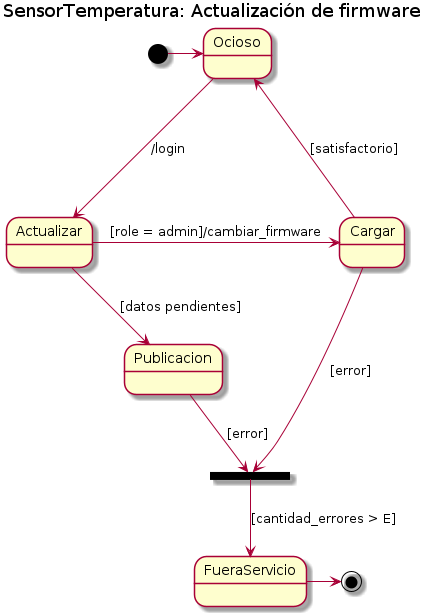 SensorTemperatura: Actualización de firmware
Ocioso
/login
[satisfactorio]
Actualizar
[role = admin]/cambiar_firmware
Cargar
[datos pendientes]
Publicacion
[error]
[error]
[cantidad_errores > E]
FueraServicio